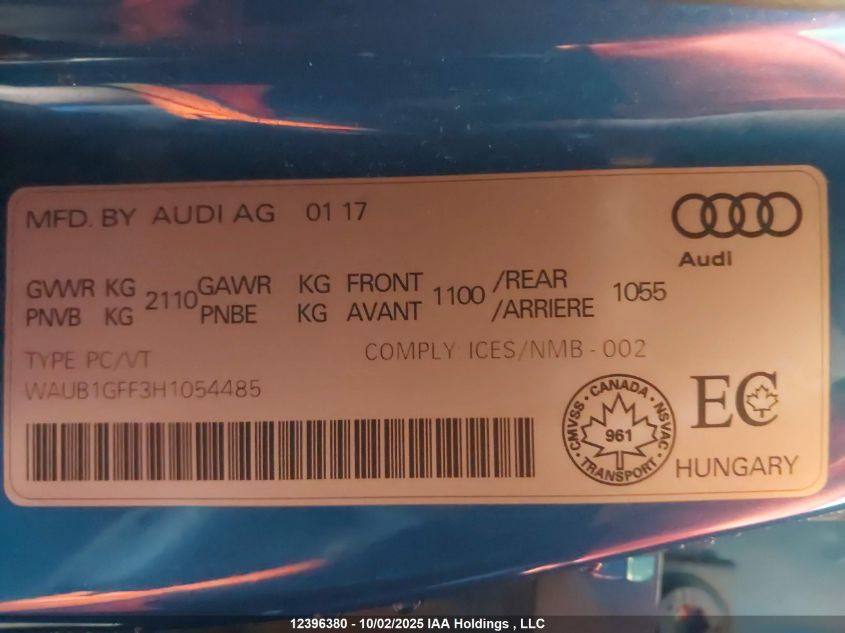 MFD. BY AUDI AG 01 17
Audi
GVWR KG 2110 GAWR KG FRONT 1100 /REAR 1055
PNVB KG PNBE KG AVANT /ARRIERE
TYPE PC/VT
COMPLY ICES/NMB - 002
WAUB1GFF3H1054485
CANADA
CMVSS NSVAC
961
TRANSPORT
EC
HUNGARY
12396380 - 10/02/2025 IAA Holdings , LLC